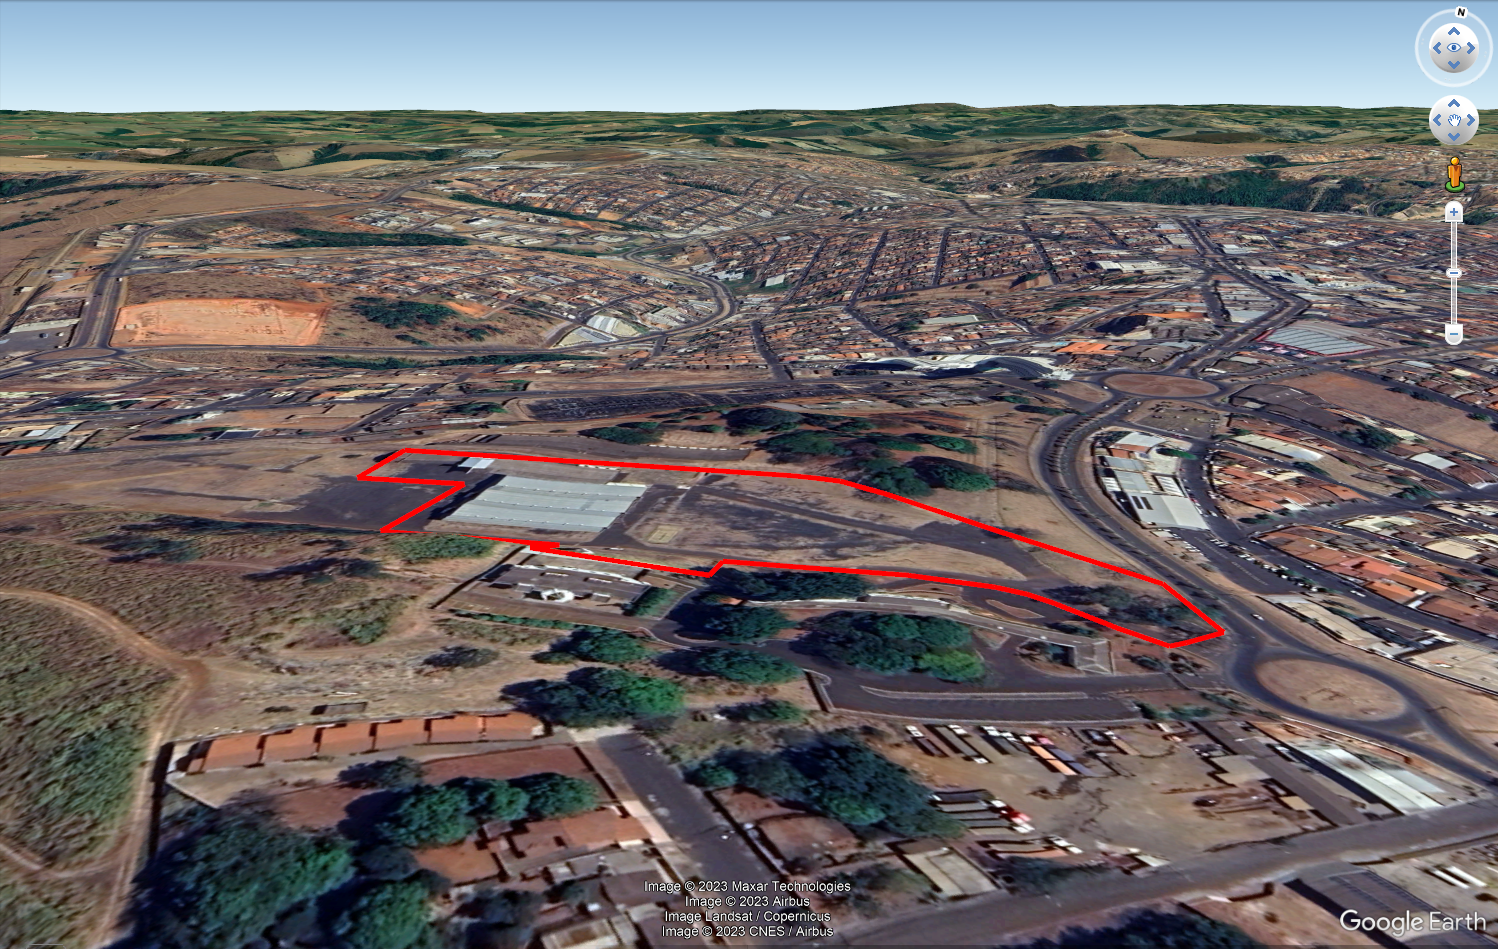 N
Image © 2023 Maxar Technologies
Image © 2023 Airbus
Image Landsat / Copernicus
Image © 2023 CNES / Airbus
Google Earth